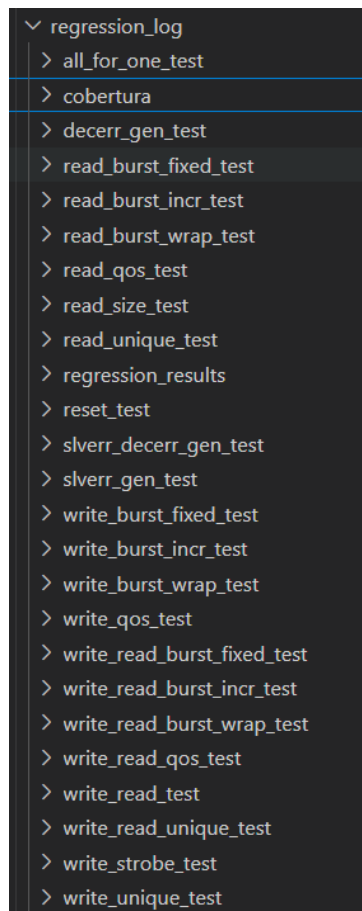 regression_log
all_for_one_test
cobertura
decerr_gen_test
read_burst_fixed_test
read_burst_incr_test
read_burst_wrap_test
read_qos_test
read_size_test
read_unique_test
regression_results
reset_test
slverr_decerr_gen_test
slverr_gen_test
write_burst_fixed_test
write_burst_incr_test
write_burst_wrap_test
write_qos_test
write_read_burst_fixed_test
write_read_burst_incr_test
write_read_burst_wrap_test
write_read_qos_test
write_read_test
write_read_unique_test
write_strobe_test
write_unique_test